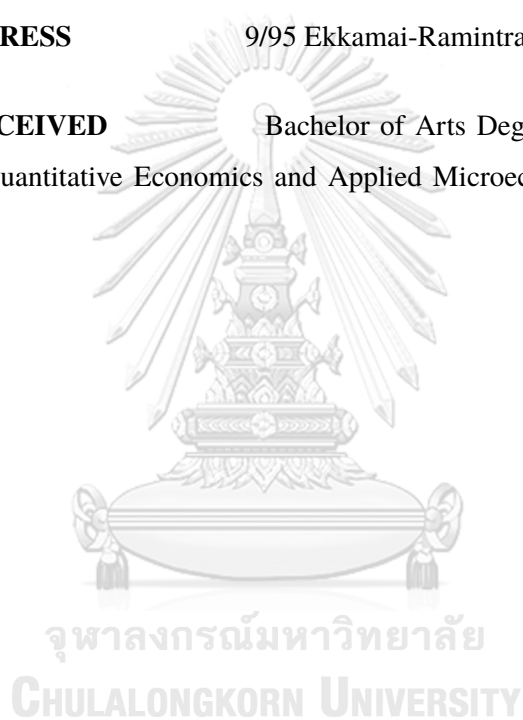 RESS 9/95 Ekkamai-Ramintra
CEIVED Bachelor of Arts Deg
uantitative Economics and Applied Microec
จุฬาลงกรณ์มหาวิทยาลัย
CHULALONGKORN UNIVERSITY